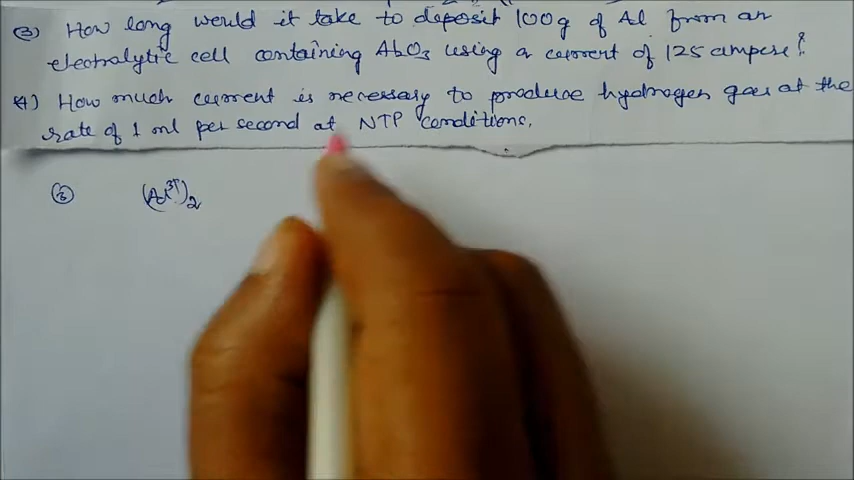 (3) How long would it take to deposit 100g of Al from an
electrolytic cell containing Al2O3 using a current of 125 ampere?
(4) How much current is necessary to produce hydrogen gas at the
rate of 1 ml per second at NTP conditions.
(3) (Al³⁺)₂